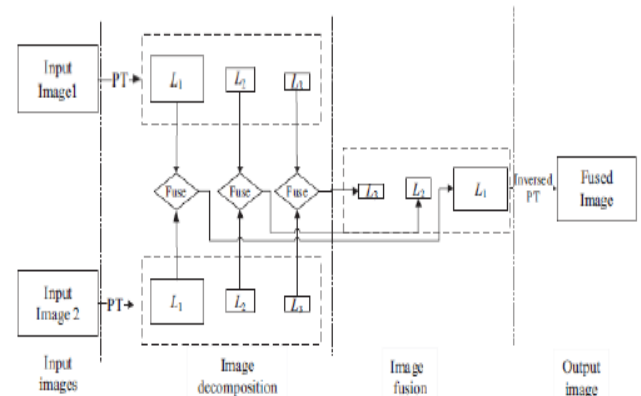 Input
Image1
PT
L1
L2
L3
Fuse
Fuse
Fuse
L3
L2
L1
Inversed
PT
Fused
Image
Input
Image 2
PT
L1
L2
L3
Input
images
Image
decomposition
Image
fusion
Output
image